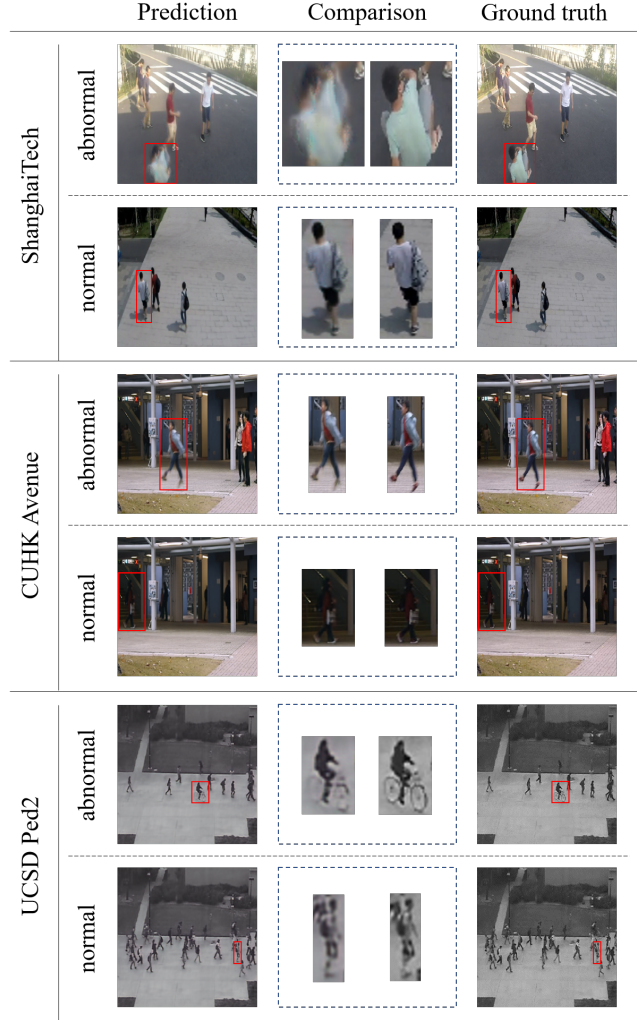 Prediction Comparison Ground truth
ShanghaiTech
abnormal
normal
CUHK Avenue
abnormal
normal
UCSD Ped2
abnormal
normal